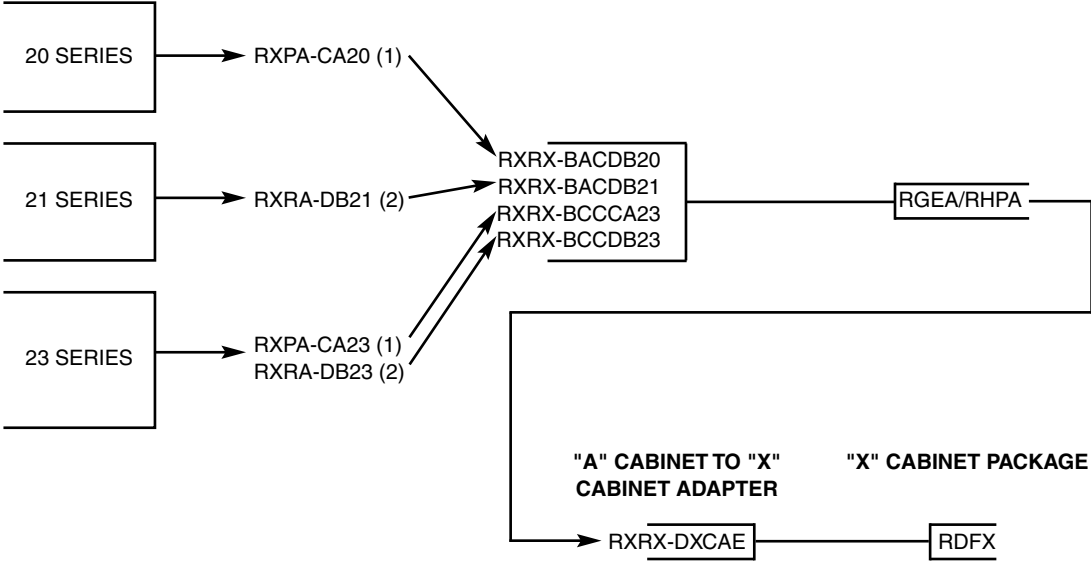 20 SERIES
RXPA-CA20 (1)
RXRX-BACDB20
RXRX-BACDB21
RXRX-BCCCA23
RXRX-BCCDB23
21 SERIES
RXRA-DB21 (2)
RGEA/RHPA
23 SERIES
RXPA-CA23 (1)
RXRA-DB23 (2)
"A" CABINET TO "X"
CABINET ADAPTER
"X" CABINET PACKAGE
RXRX-DXCAE
RDFX